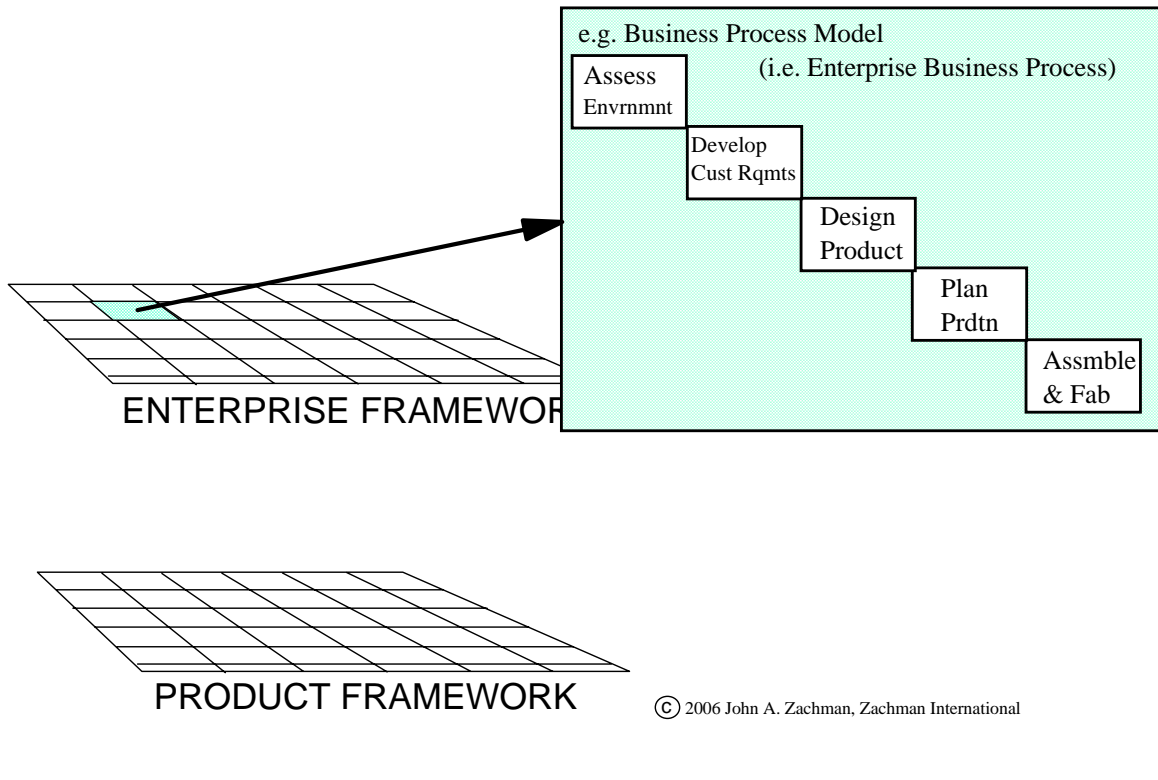 e.g. Business Process Model
(i.e. Enterprise Business Process)
Assess
Envrnmnt
Develop
Cust Rqmts
Design
Product
Plan
Prdtn
Assmble
& Fab
ENTERPRISE FRAMEWOR
PRODUCT FRAMEWORK
© 2006 John A. Zachman, Zachman International